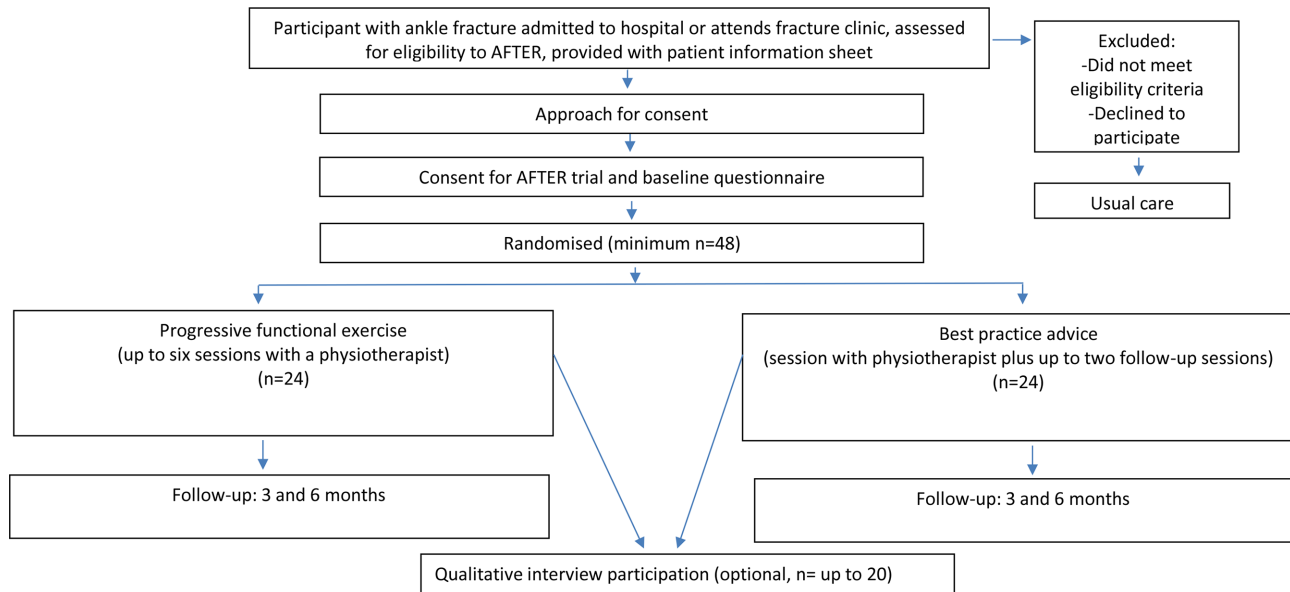 Participant with ankle fracture admitted to hospital or attends fracture clinic, assessed
for eligibility to AFTER, provided with patient information sheet
Excluded:
-Did not meet
eligibility criteria
-Declined to
participate
Approach for consent
Consent for AFTER trial and baseline questionnaire
Usual care
Randomised (minimum n=48)
Progressive functional exercise
(up to six sessions with a physiotherapist)
(n=24)
Best practice advice
(session with physiotherapist plus up to two follow-up sessions)
(n=24)
Follow-up: 3 and 6 months
Follow-up: 3 and 6 months
Qualitative interview participation (optional, n= up to 20)